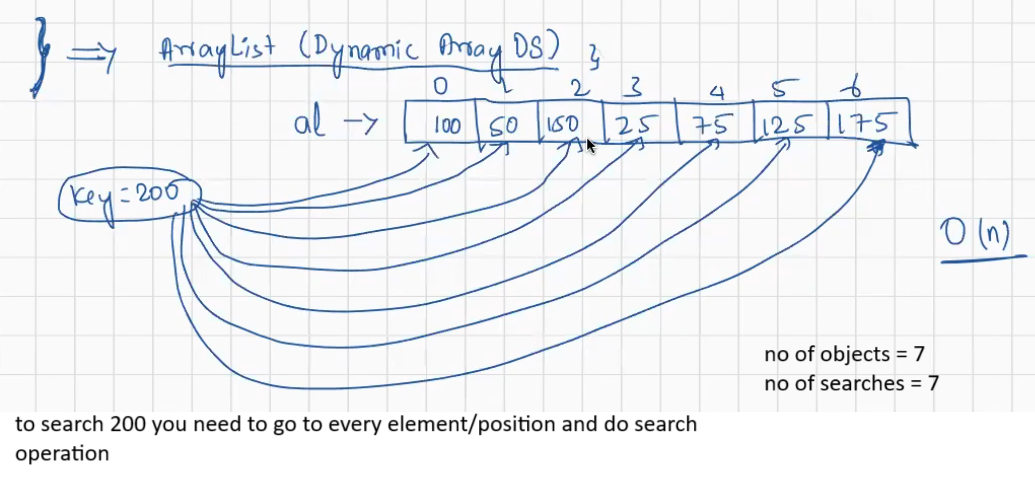 } => ArrayList (Dynamic Array DS) }
0 1 2 3 4 5 6
al -> 100 50 150 25 75 125 175
key = 200
O(n)
no of objects = 7
no of searches = 7
to search 200 you need to go to every element/position and do search
operation